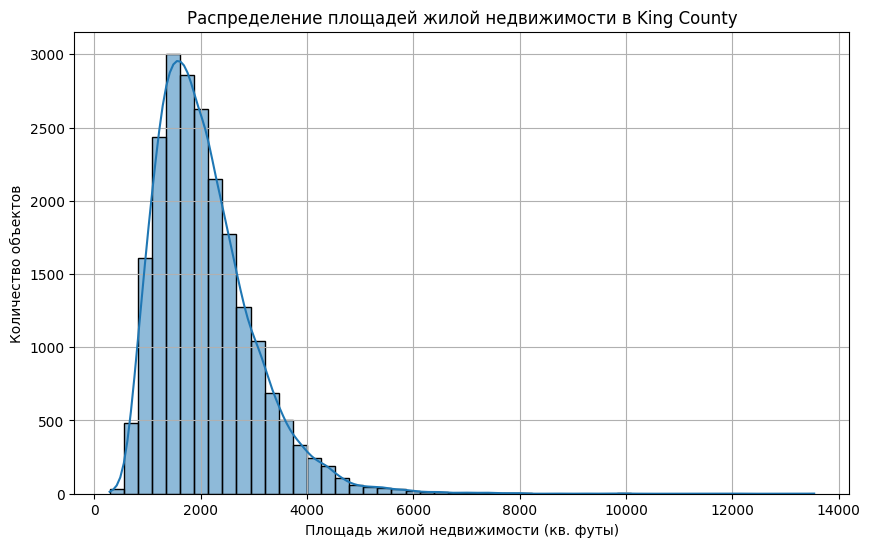 Распределение площадей жилой недвижимости в King County
Количество объектов
3000
2500
2000
1500
1000
500
0
0 2000 4000 6000 8000 10000 12000 14000
Площадь жилой недвижимости (кв. футы)